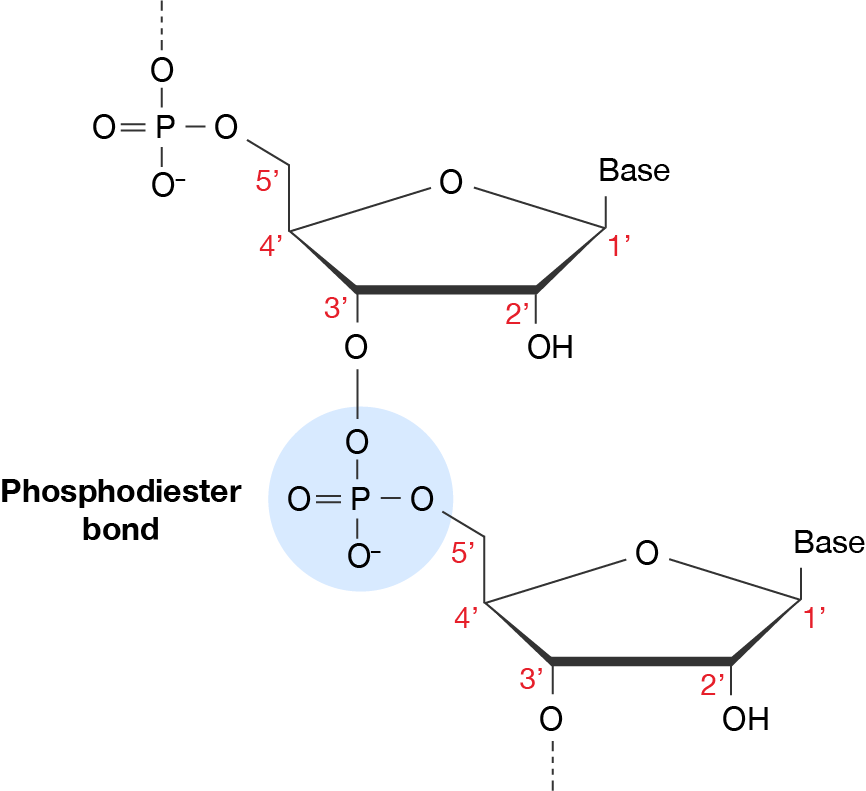 O
O=P–O
O⁻
5’
O
Base
4’
1’
3’
2’
O
OH
O
Phosphodiester
bond
O=P–O
O⁻
5’
O
Base
4’
1’
3’
2’
O
OH